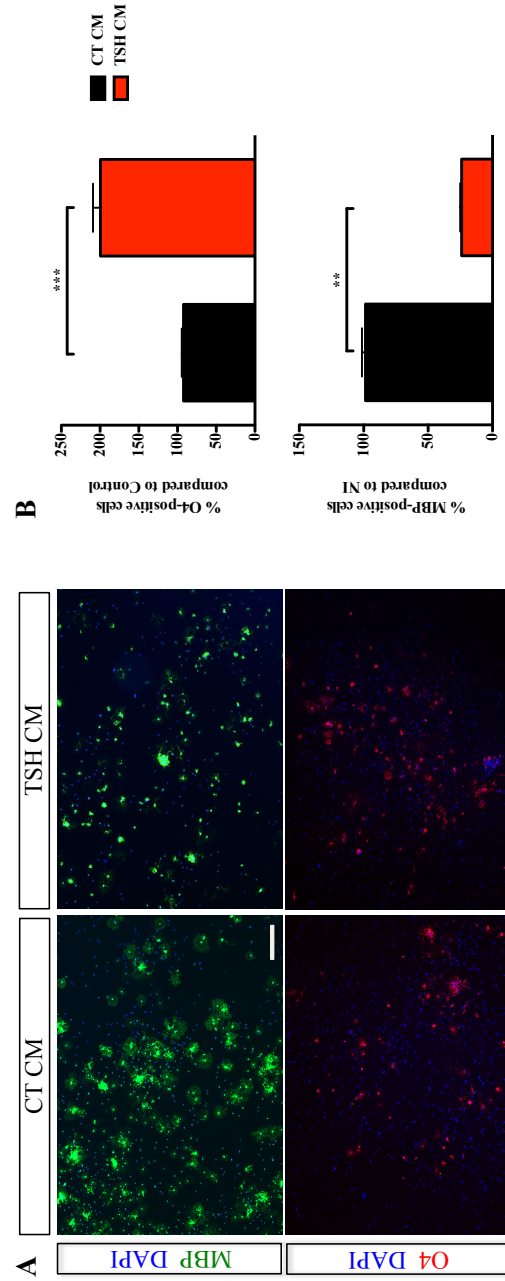 A
CT CM
TSH CM
MBP DAPI
O4 DAPI
B
% O4-positive cells
compared to Control
250
200
150
100
50
0
***
CT CM
TSH CM
% MBP-positive cells
compared to NI
150
100
50
0
**